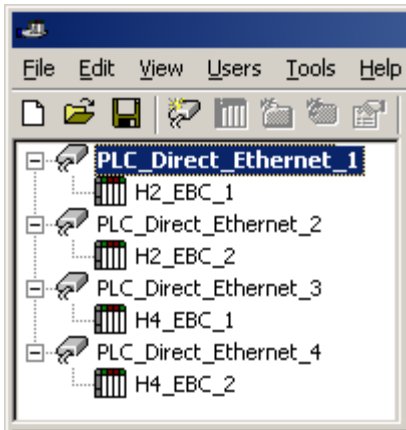 File Edit View Users Tools Help
PLC_Direct_Ethernet_1
H2_EBC_1
PLC_Direct_Ethernet_2
H2_EBC_2
PLC_Direct_Ethernet_3
H4_EBC_1
PLC_Direct_Ethernet_4
H4_EBC_2